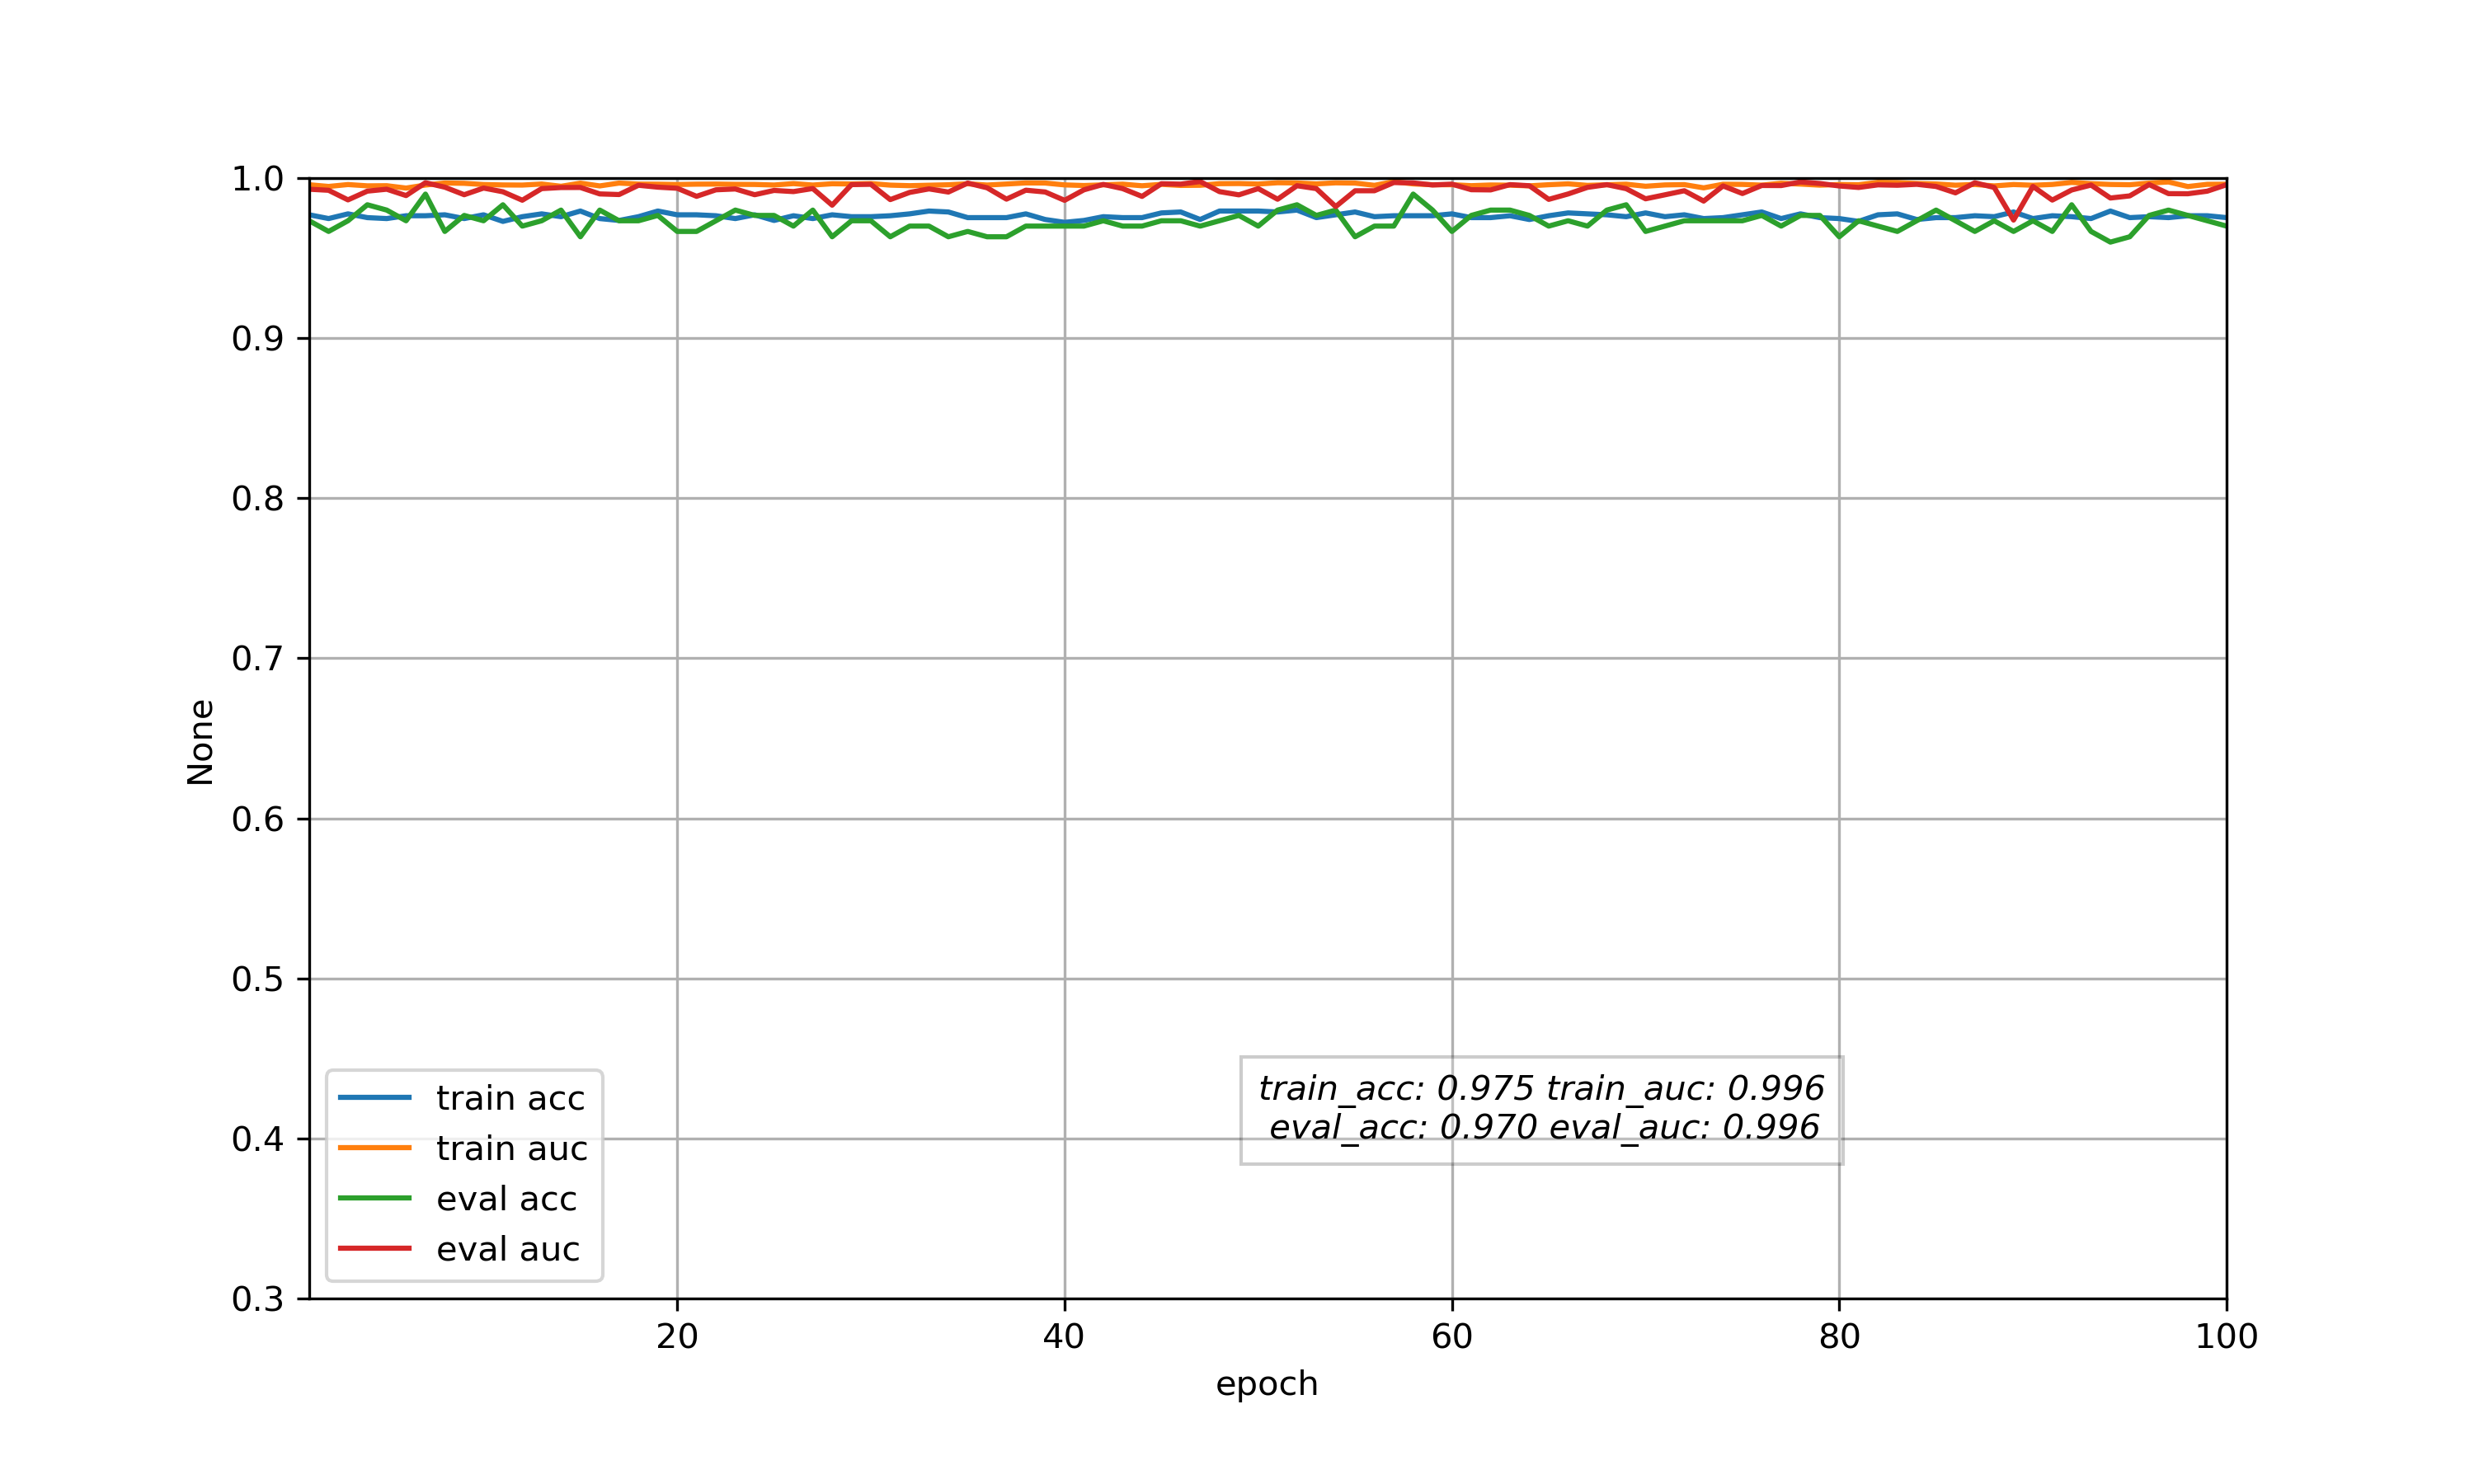 1.0
0.9
0.8
0.7
0.6
0.5
0.4
0.3
None
train acc
train auc
eval acc
eval auc
train_acc: 0.975 train_auc: 0.996
eval_acc: 0.970 eval_auc: 0.996
20 40 60 80 100
epoch